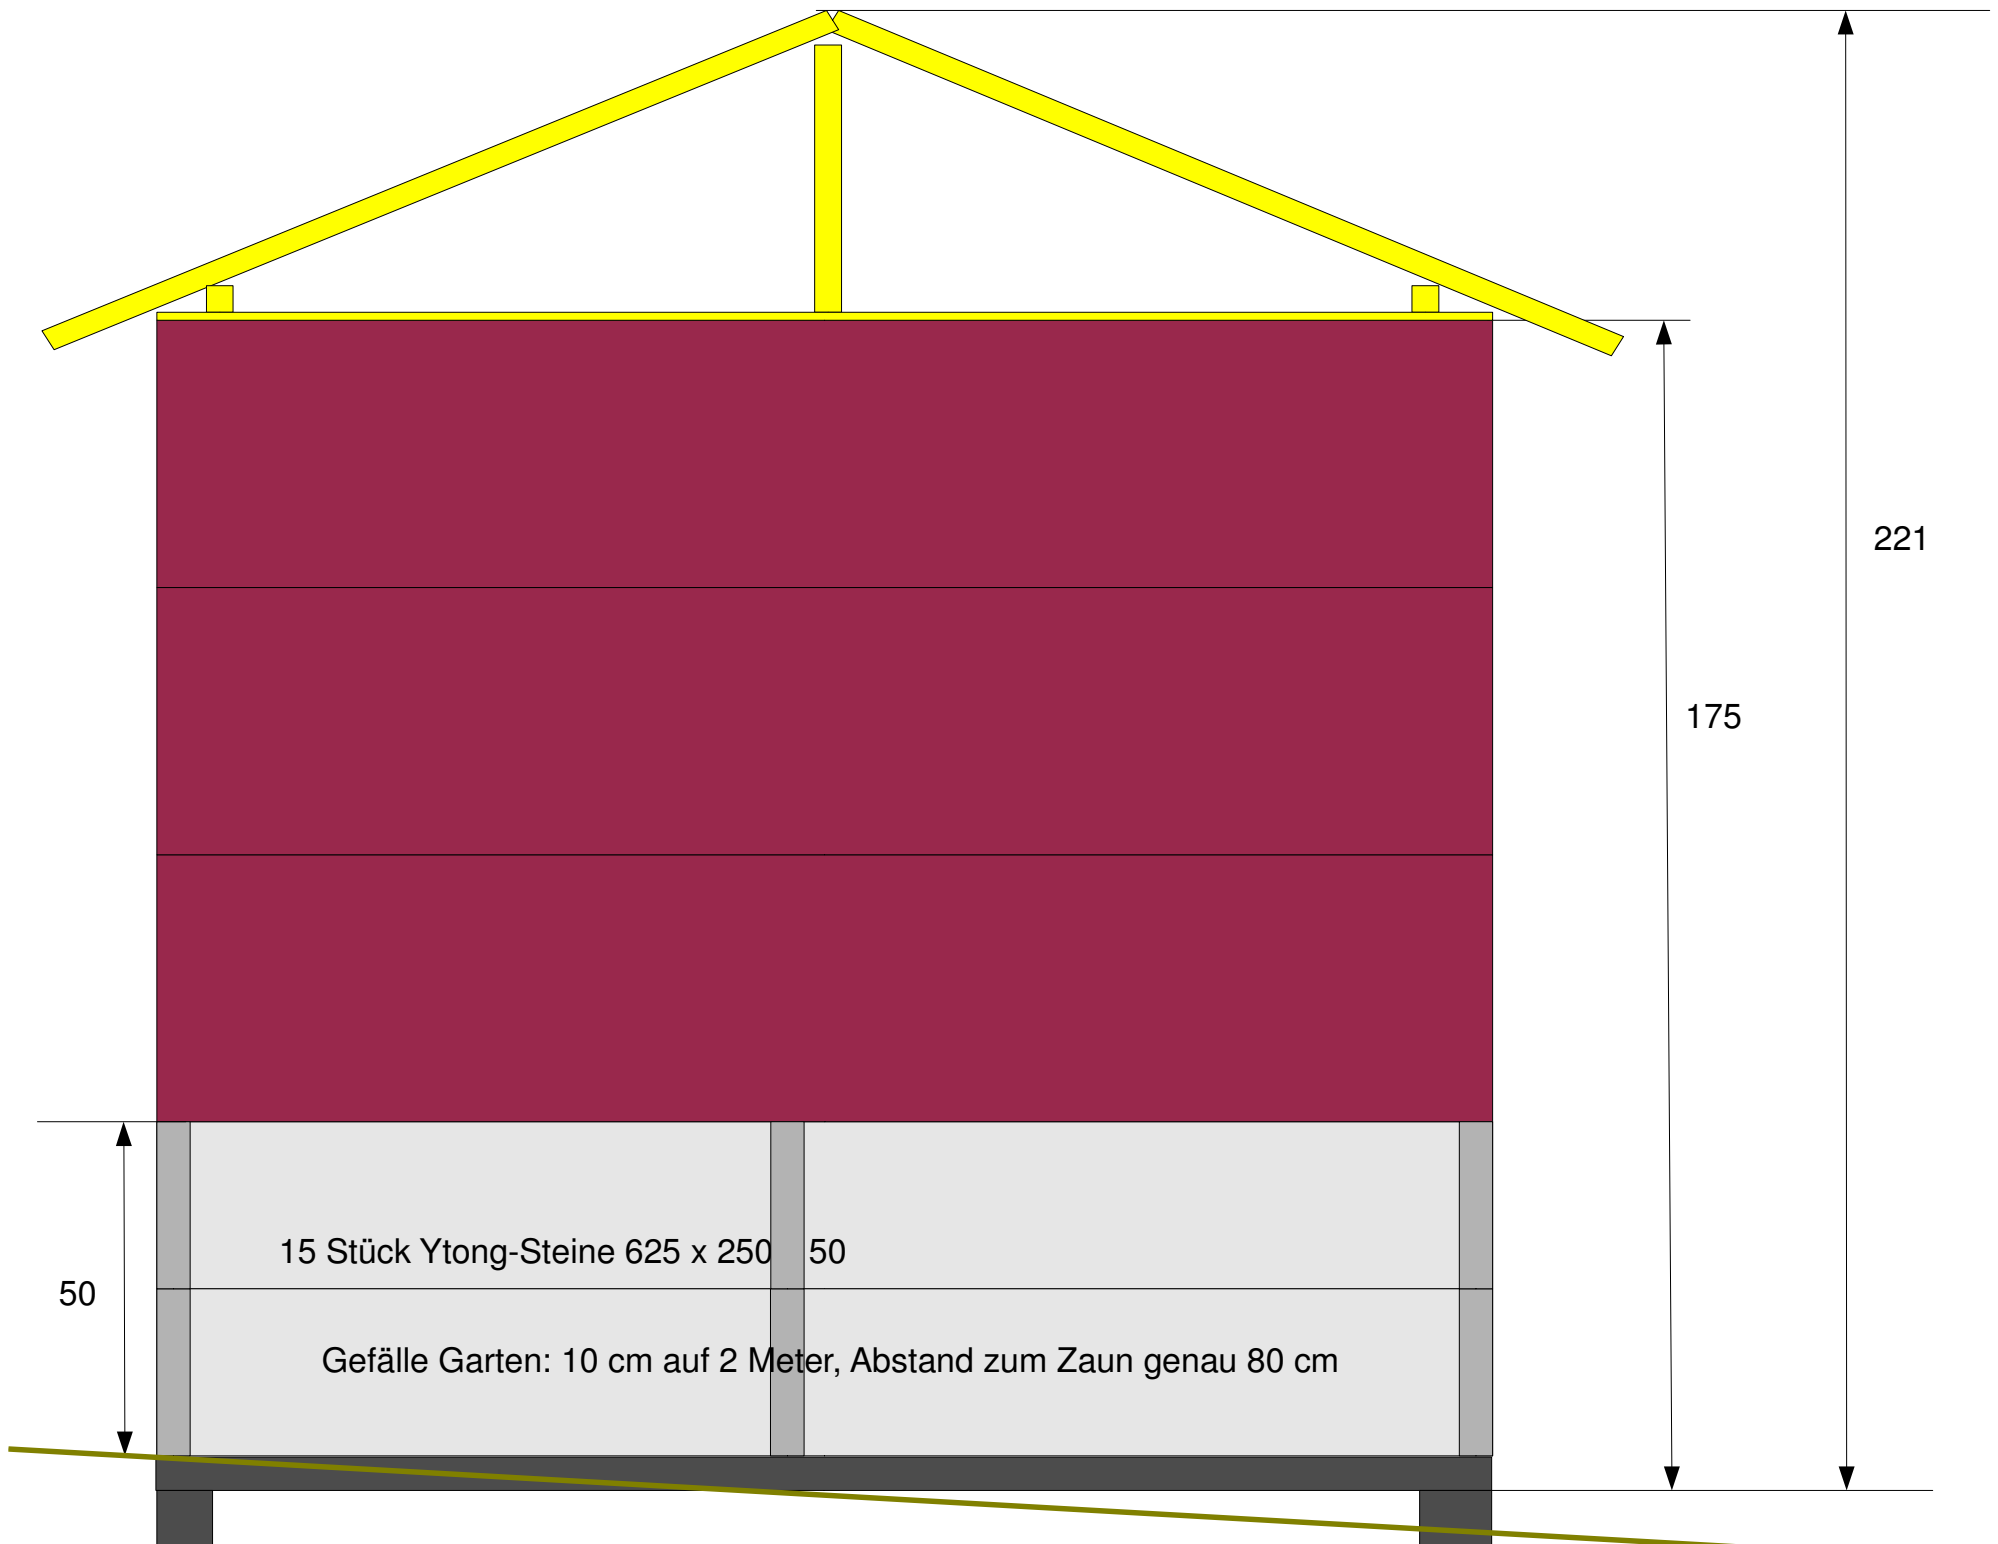 221
175
15 Stück Ytong-Steine 625 x 250 50
50
Gefälle Garten: 10 cm auf 2 Meter, Abstand zum Zaun genau 80 cm